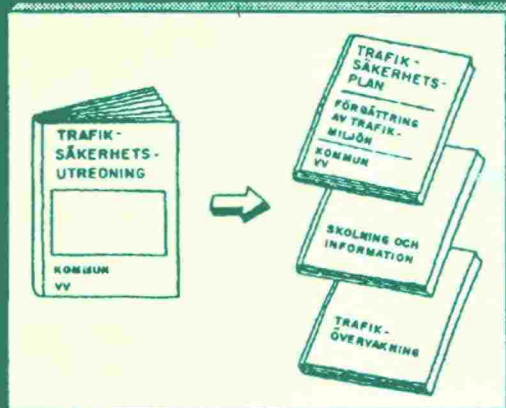 TRAFIK-
SÄKERHETS-
UTREDNING
KOMMUN
VV
TRAFIK-
SÄKERHETS-
PLAN
FÖRBÄTTRING
AV TRAFIK-
MILJÖN
KOMMUN
VV
SKOLNING OCH
INFORMATION
TRAFIK-
ÖVERVAKNING